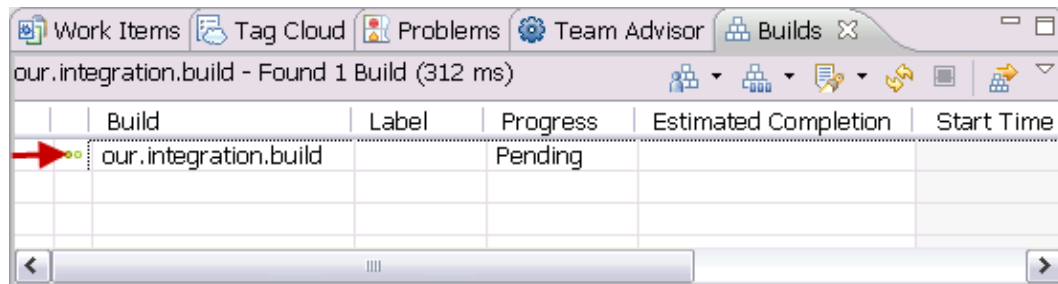 Work Items Tag Cloud Problems Team Advisor Builds
our.integration.build - Found 1 Build (312 ms)
Build Label Progress Estimated Completion Start Time
our.integration.build Pending